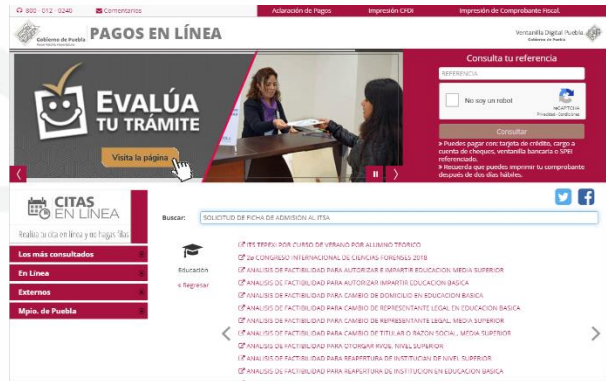 800 - 012 - 0240
Comentarios
Aclaración de Pagos
Impresión CFDI
Impresión de Comprobante Fiscal.
Gobierno de Puebla
PAGOS EN LÍNEA
Ventanilla Digital Puebla
Gobierno de Puebla
EVALÚA
TU TRÁMITE
Visita la página
Consulta tu referencia
REFERENCIA
No soy un robot
reCAPTCHA
Privacidad - Condiciones
Consultar
» Puedes pagar con: tarjeta de crédito, cargo a
cuenta de cheques, ventanilla bancaria o SPEI
referenciado.
» Recuerda que puedes imprimir tu comprobante
después de dos días hábiles.
CITAS
EN LÍNEA
Realiza tu cita en línea y no hagas filas
Los más consultados
En Línea
Externos
Mpio. de Puebla
Buscar:
SOLICITUD DE FICHA DE ADMISION AL ITSA
Educación
« Regresar
ITS TEPEXI POR CURSO DE VERANO POR ALUMNO TEORICO
2º CONGRESO INTERNACIONAL DE CIENCIAS FORENSES 2018
ANALISIS DE FACTIBILIDAD PARA AUTORIZAR E IMPARTIR EDUCACION MEDIA SUPERIOR
ANALISIS DE FACTIBILIDAD PARA AUTORIZAR IMPARTIR EDUCACION BASICA
ANALISIS DE FACTIBILIDAD PARA CAMBIO DE DOMICILIO EN EDUCACION BASICA
ANALISIS DE FACTIBILIDAD PARA CAMBIO DE REPRESENTANTE LEGAL EN EDUCACION BASICA
ANALISIS DE FACTIBILIDAD PARA CAMBIO DE REPRESENTANTE LEGAL, MEDIA SUPERIOR
ANALISIS DE FACTIBILIDAD PARA CAMBIO DE TITULAR O RAZON SOCIAL, MEDIA SUPERIOR
ANALISIS DE FACTIBILIDAD PARA OTORGAR RVOE, NIVEL SUPERIOR
ANALISIS DE FACTIBILIDAD PARA REAPERTURA DE INSTITUCIAN DE NIVEL SUPERIOR
ANALISIS DE FACTIBILIDAD PARA REAPERTURA DE INSTITUCION EN EDUCACION BASICA